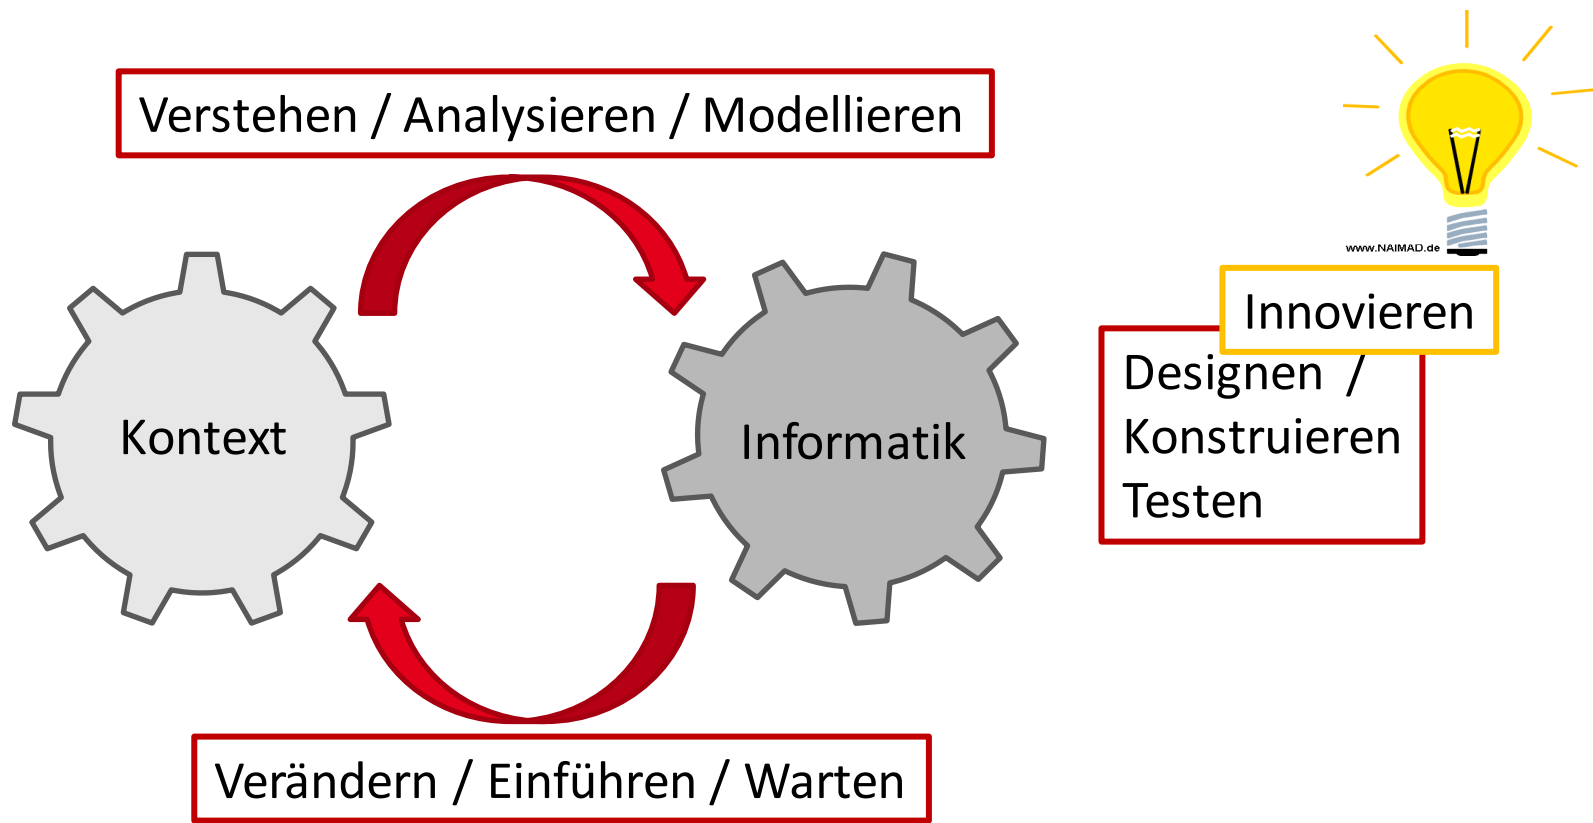 Verstehen / Analysieren / Modellieren
www.NAIMAD.de
Innovieren
Designen /
Konstruieren
Testen
Kontext
Informatik
Verändern / Einführen / Warten